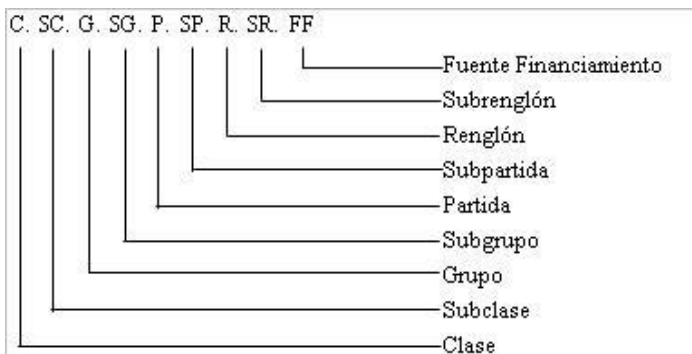 C. SC. G. SG. P. SP. R. SR. FF
Fuente Financiamiento
Subrenglón
Renglón
Subpartida
Partida
Subgrupo
Grupo
Subclase
Clase